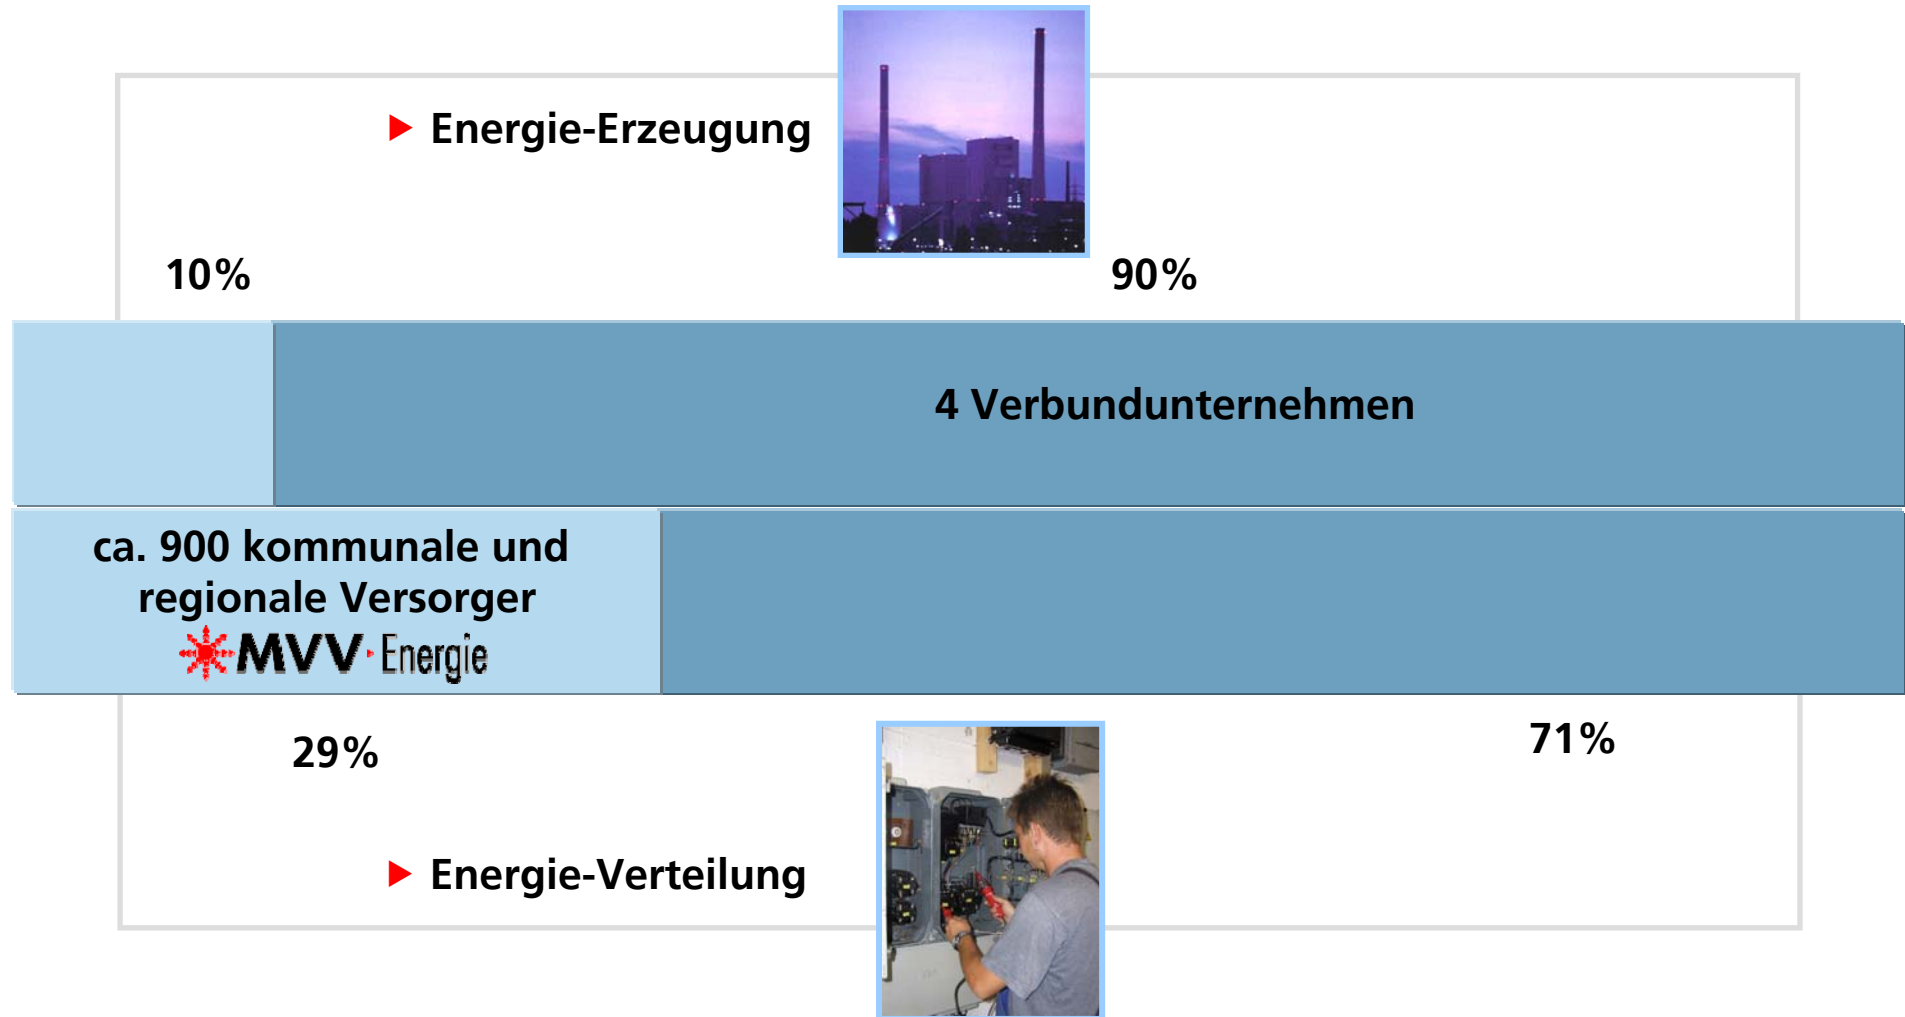 Energie-Erzeugung
10%
90%
4 Verbundunternehmen
ca. 900 kommunale und
regionale Versorger
MVV Energie
29%
71%
Energie-Verteilung